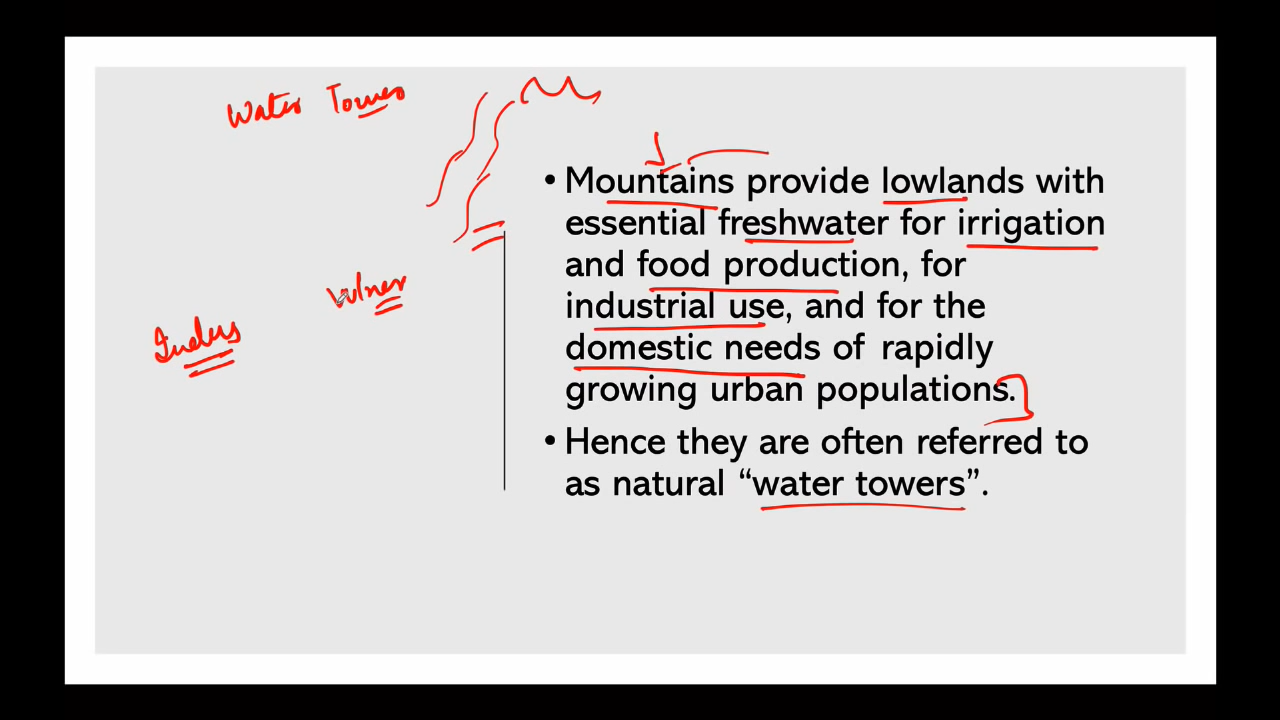 Water Tower
• Mountains provide lowlands with
essential freshwater for irrigation
and food production, for
industrial use, and for the
domestic needs of rapidly
growing urban populations.
• Hence they are often referred to
as natural “water towers”.
Vulner
Indus